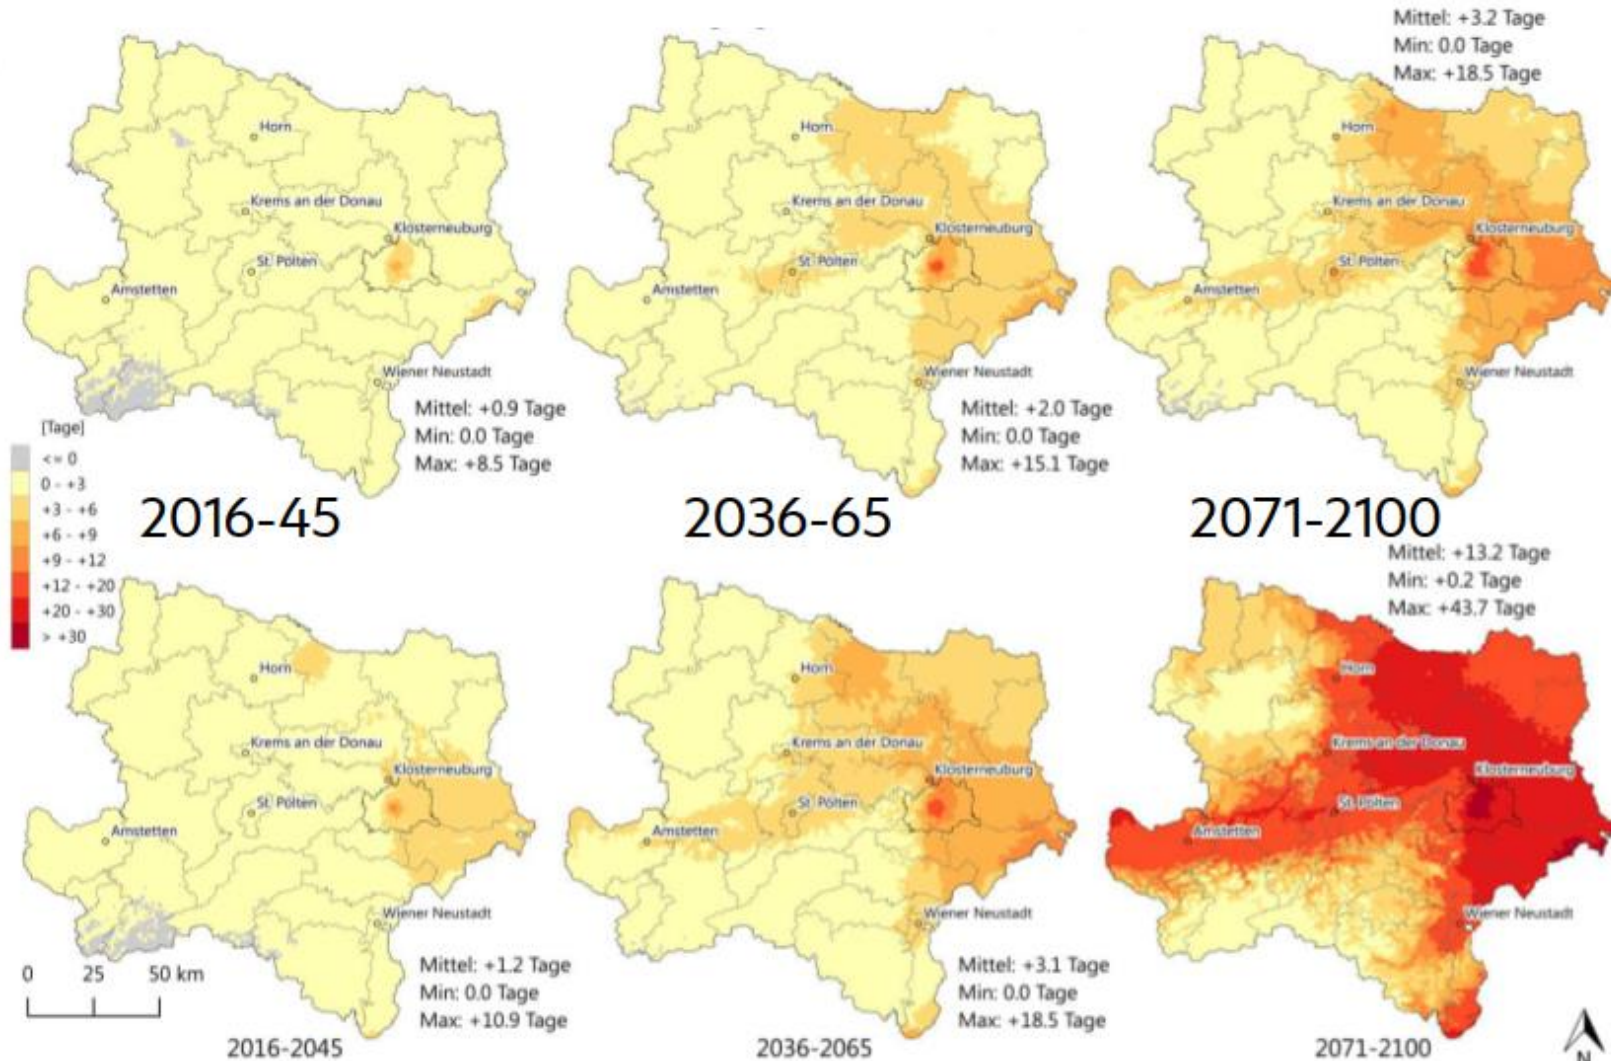 Mittel: +3.2 Tage
Min: 0.0 Tage
Max: +18.5 Tage
Horn
Krems an der Donau
Klosterneuburg
St. Pölten
Amstetten
Wiener Neustadt
Mittel: +0.9 Tage
Min: 0.0 Tage
Max: +8.5 Tage
Horn
Krems an der Donau
Klosterneuburg
St. Pölten
Amstetten
Wiener Neustadt
Mittel: +2.0 Tage
Min: 0.0 Tage
Max: +15.1 Tage
Horn
Krems an der Donau
Klosterneuburg
St. Pölten
Amstetten
Wiener Neustadt
[Tage]
<= 0
0 - +3
+3 - +6
+6 - +9
+9 - +12
+12 - +20
+20 - +30
> +30
2016-45
2036-65
2071-2100
Mittel: +13.2 Tage
Min: +0.2 Tage
Max: +43.7 Tage
Horn
Krems an der Donau
Klosterneuburg
St. Pölten
Amstetten
Wiener Neustadt
Mittel: +1.2 Tage
Min: 0.0 Tage
Max: +10.9 Tage
0 25 50 km
2016-2045
Horn
Krems an der Donau
Klosterneuburg
St. Pölten
Amstetten
Wiener Neustadt
Mittel: +3.1 Tage
Min: 0.0 Tage
Max: +18.5 Tage
2036-2065
Horn
Krems an der Donau
Klosterneuburg
St. Pölten
Amstetten
Wiener Neustadt
2071-2100
N